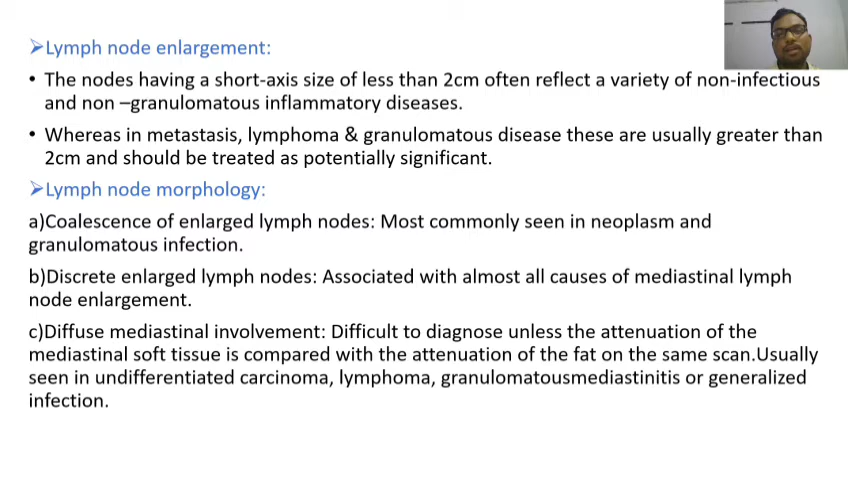 ➢Lymph node enlargement:
• The nodes having a short-axis size of less than 2cm often reflect a variety of non-infectious
and non –granulomatous inflammatory diseases.
• Whereas in metastasis, lymphoma & granulomatous disease these are usually greater than
2cm and should be treated as potentially significant.
➢Lymph node morphology:
a)Coalescence of enlarged lymph nodes: Most commonly seen in neoplasm and
granulomatous infection.
b)Discrete enlarged lymph nodes: Associated with almost all causes of mediastinal lymph
node enlargement.
c)Diffuse mediastinal involvement: Difficult to diagnose unless the attenuation of the
mediastinal soft tissue is compared with the attenuation of the fat on the same scan.Usually
seen in undifferentiated carcinoma, lymphoma, granulomatousmediastinitis or generalized
infection.